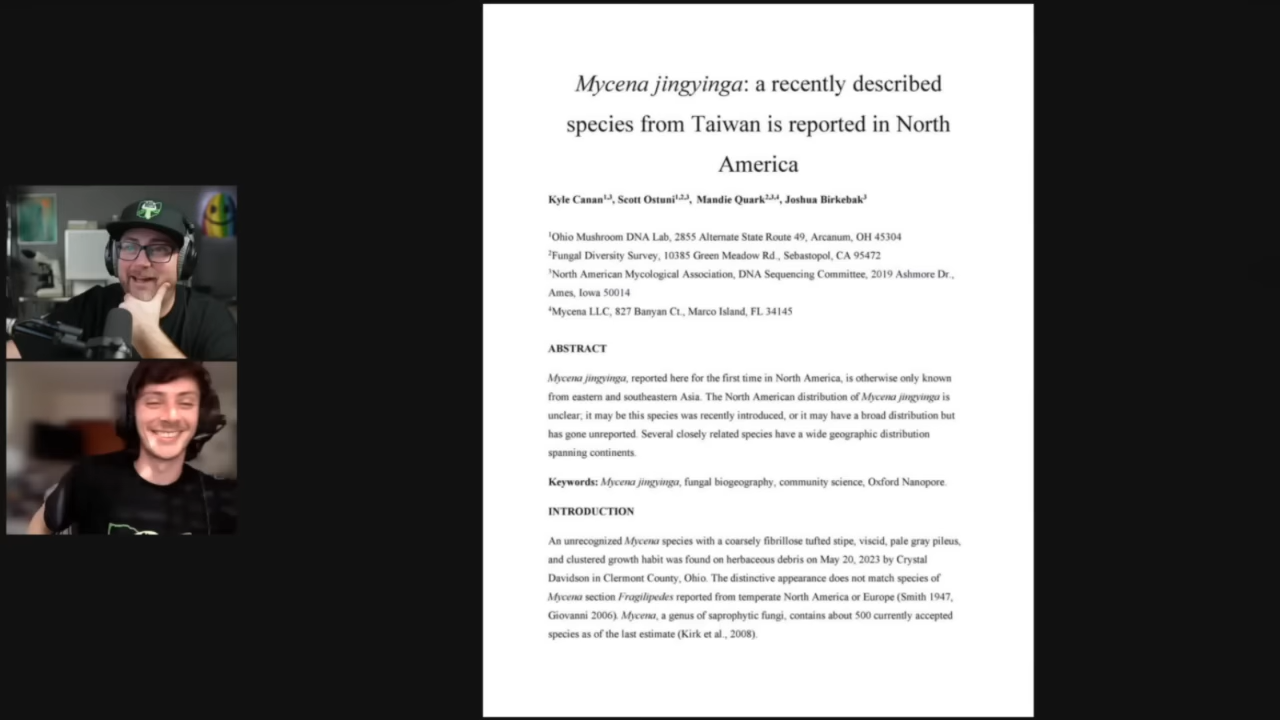 Mycena jingyinga: a recently described
species from Taiwan is reported in North
America
Kyle Canan1,3, Scott Ostuni1,2,3, Mandie Quark2,3,4, Joshua Birkebak3
1Ohio Mushroom DNA Lab, 2855 Alternate State Route 49, Arcanum, OH 45304
2Fungal Diversity Survey, 10385 Green Meadow Rd., Sebastopol, CA 95472
3North American Mycological Association, DNA Sequencing Committee, 2019 Ashmore Dr.,
Ames, Iowa 50014
4Mycena LLC, 827 Banyan Ct., Marco Island, FL 34145
ABSTRACT
Mycena jingyinga, reported here for the first time in North America, is otherwise only known
from eastern and southeastern Asia. The North American distribution of Mycena jingyinga is
unclear; it may be this species was recently introduced, or it may have a broad distribution but
has gone unreported. Several closely related species have a wide geographic distribution
spanning continents.
Keywords: Mycena jingyinga, fungal biogeography, community science, Oxford Nanopore.
INTRODUCTION
An unrecognized Mycena species with a coarsely fibrillose tufted stipe, viscid, pale gray pileus,
and clustered growth habit was found on herbaceous debris on May 20, 2023 by Crystal
Davidson in Clermont County, Ohio. The distinctive appearance does not match species of
Mycena section Fragilipedes reported from temperate North America or Europe (Smith 1947,
Giovanni 2006). Mycena, a genus of saprophytic fungi, contains about 500 currently accepted
species as of the last estimate (Kirk et al., 2008).